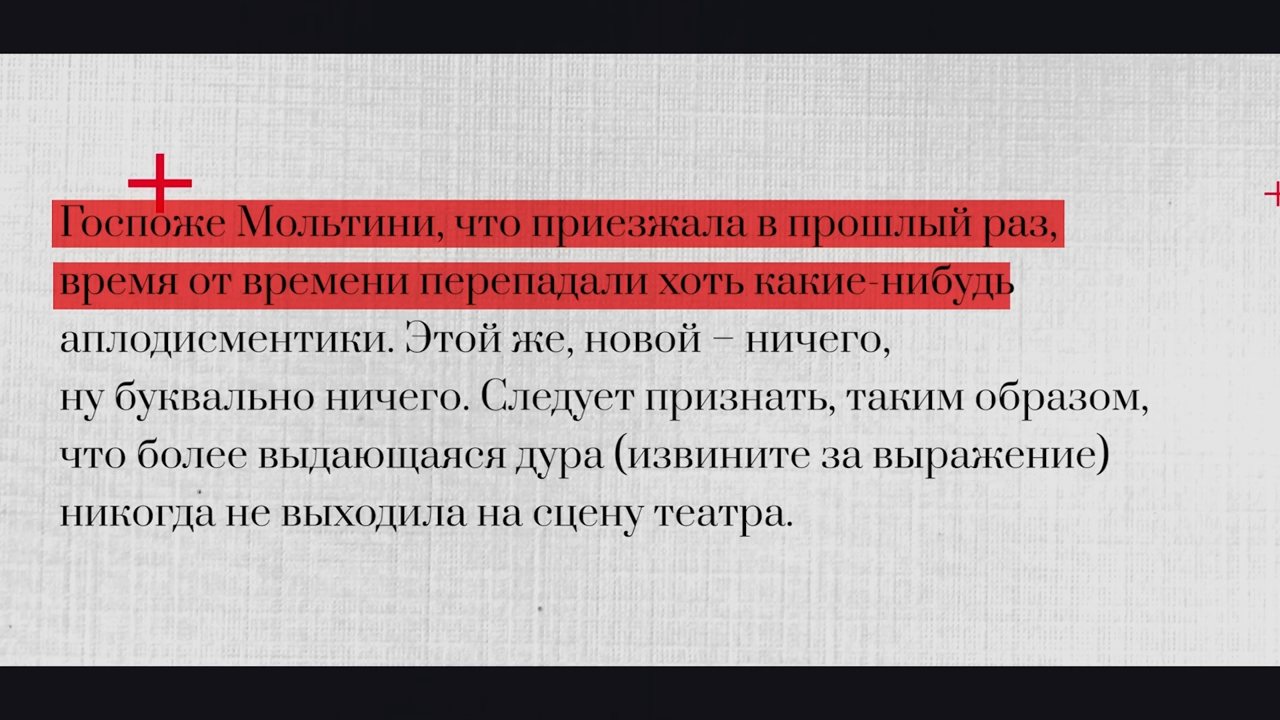 Госпоже Мольтини, что приезжала в прошлый раз,
время от времени перепадали хоть какие-нибудь
аплодисментики. Этой же, новой – ничего,
ну буквально ничего. Следует признать, таким образом,
что более выдающаяся дура (извините за выражение)
никогда не выходила на сцену театра.